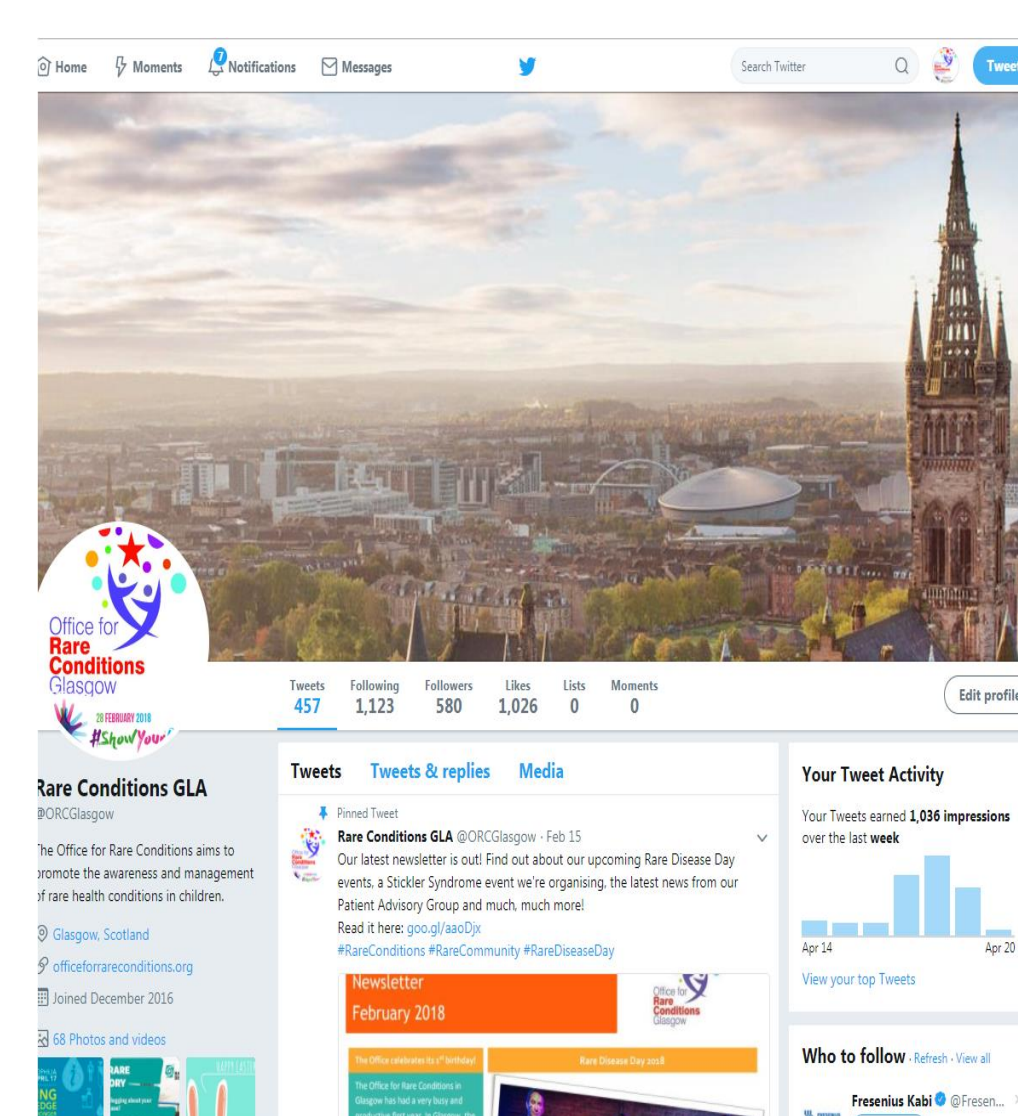 Home Moments 7 Notifications Messages Search Twitter Tweet
Office for
Rare
Conditions
Glasgow
28 FEBRUARY 2018
#ShowYour
Tweets Following Followers Likes Lists Moments
457 1,123 580 1,026 0 0
Edit profile
Rare Conditions GLA
@ORCGlasgow
The Office for Rare Conditions aims to
promote the awareness and management
of rare health conditions in children.
Glasgow, Scotland
officeforrareconditions.org
Joined December 2016
68 Photos and videos
RARE
HAPPY EASTER
Tweets Tweets & replies Media
Pinned Tweet
Rare Conditions GLA @ORCGlasgow · Feb 15
Our latest newsletter is out! Find out about our upcoming Rare Disease Day
events, a Stickler Syndrome event we're organising, the latest news from our
Patient Advisory Group and much, much more!
Read it here: goo.gl/aaoDjx
#RareConditions #RareCommunity #RareDiseaseDay
Newsletter
February 2018
Office for
Rare
Conditions
Glasgow
The Office celebrates its 1st birthday!
Rare Disease Day 2018
The Office for Rare Conditions in
Glasgow has had a very busy and
Your Tweet Activity
Your Tweets earned 1,036 impressions
over the last week
Apr 14 Apr 20
View your top Tweets
Who to follow · Refresh · View all
Fresenius Kabi @Fresen...